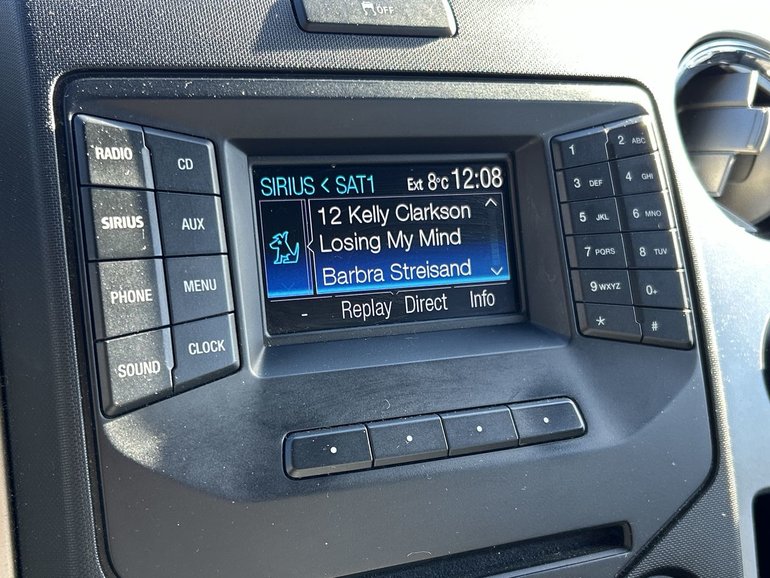 OFF
RADIO
CD
SIRIUS
AUX
PHONE
MENU
SOUND
CLOCK
SIRIUS < SAT1 Ext 8°C 12:08
12 Kelly Clarkson
Losing My Mind
Barbra Streisand
- Replay Direct Info
1 2 ABC
3 DEF 4 GHI
5 JKL 6 MNO
7 PQRS 8 TUV
9 WXYZ 0+
* #